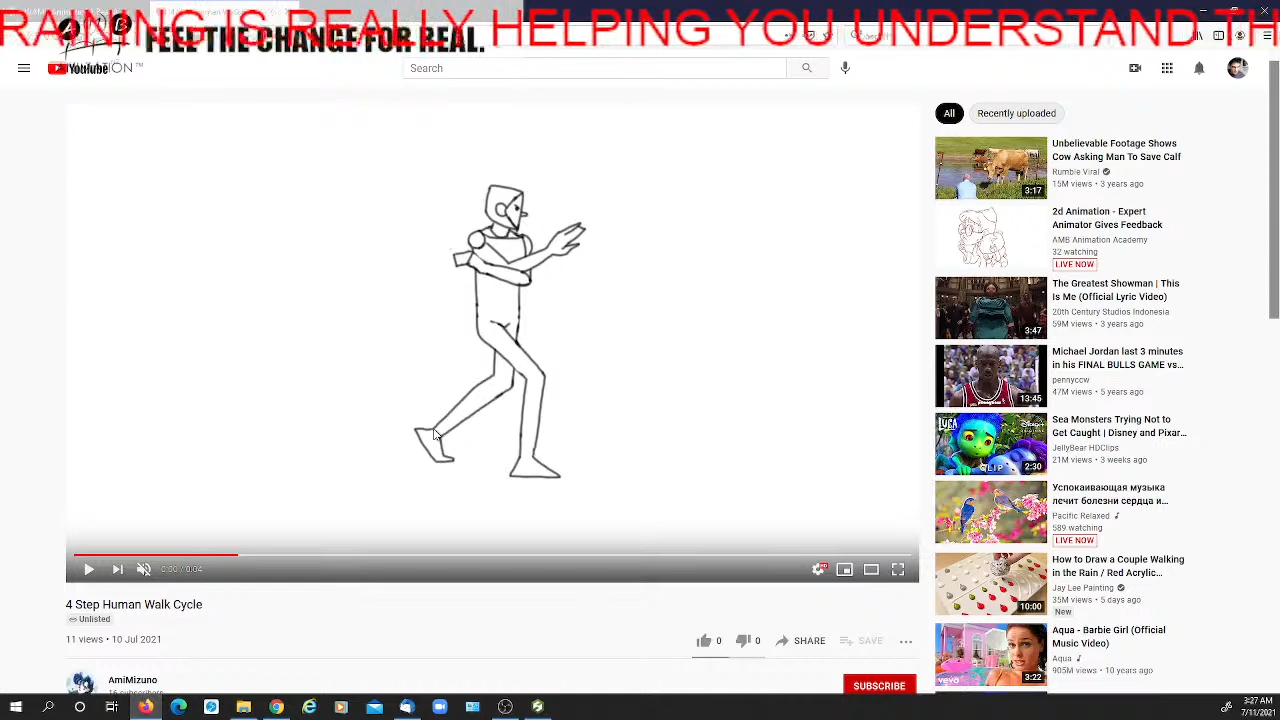 RAINING IS REALLY HELPING YOU UNDERSTAND TH
FEEL THE CHANGE FOR REAL.
YouTube
Search
All
Recently uploaded
Unbelievable Footage Shows
Cow Asking Man To Save Calf
Rumble Viral
15M views • 3 years ago
3:17
2d Animation - Expert
Animator Gives Feedback
AMB Animation Academy
32 watching
LIVE NOW
The Greatest Showman | This
Is Me (Official Lyric Video)
20th Century Studios Indonesia
59M views • 3 years ago
3:47
Michael Jordan last 3 minutes
in his FINAL BULLS GAME vs...
pennyccw
47M views • 5 years ago
13:45
Sea Monsters Trying Not to
Get Caught | Disney and Pixar...
JellyBear HDClips
21M views • 3 weeks ago
LUCA
CLIP
2:30
Успокаивающая музыка
лечит болезни сердца и...
Pacific Relaxed
589 watching
LIVE NOW
How to Draw a Couple Walking
in the Rain / Red Acrylic...
Jay Lee Painting
35M views • 5 days ago
New
10:00
Aqua - Barbie Girl (Official
Music Video)
Aqua
905M views • 10 years ago
vevo
3:22
0:00 / 0:04
HD
4 Step Human Walk Cycle
Unlisted
11 views • 10 Jul 2021
0
0
SHARE
SAVE
AmiMizuno
16 subscribers
SUBSCRIBE
3:27 AM
7/11/2021